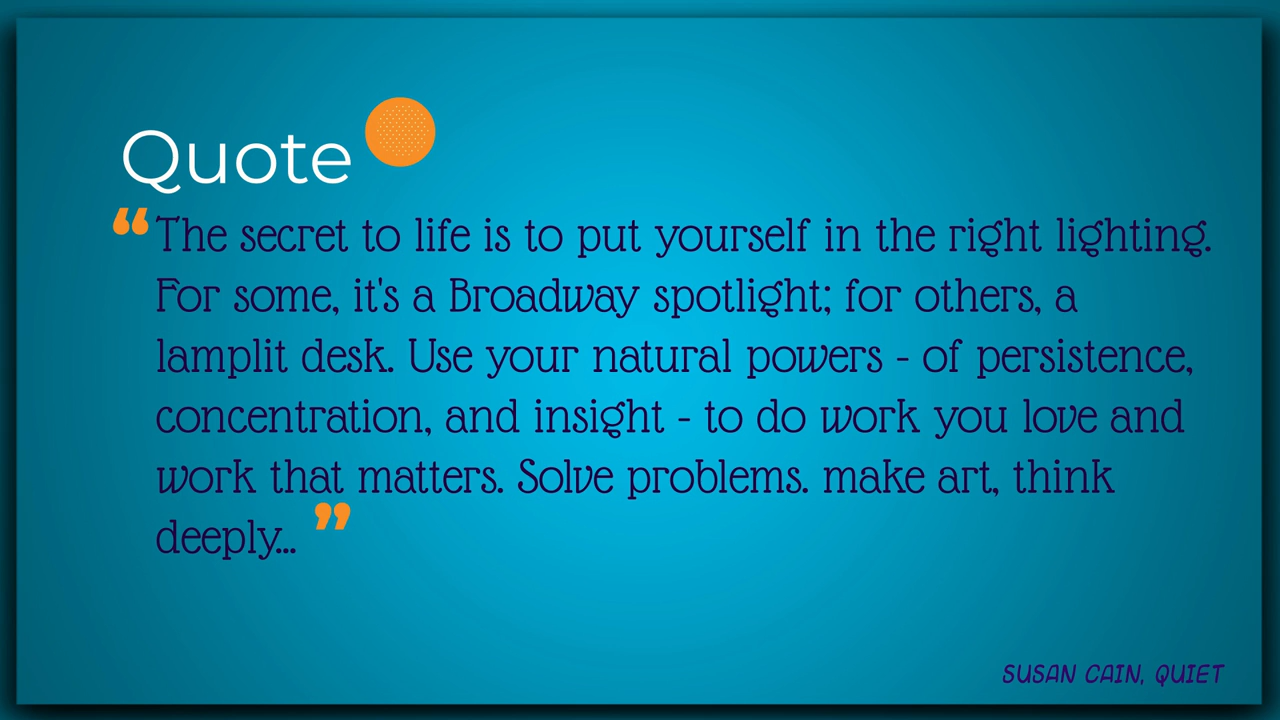 Quote
“The secret to life is to put yourself in the right lighting.
For some, it's a Broadway spotlight; for others, a
lamplit desk. Use your natural powers - of persistence,
concentration, and insight - to do work you love and
work that matters. Solve problems. make art, think
deeply... ”
SUSAN CAIN, QUIET